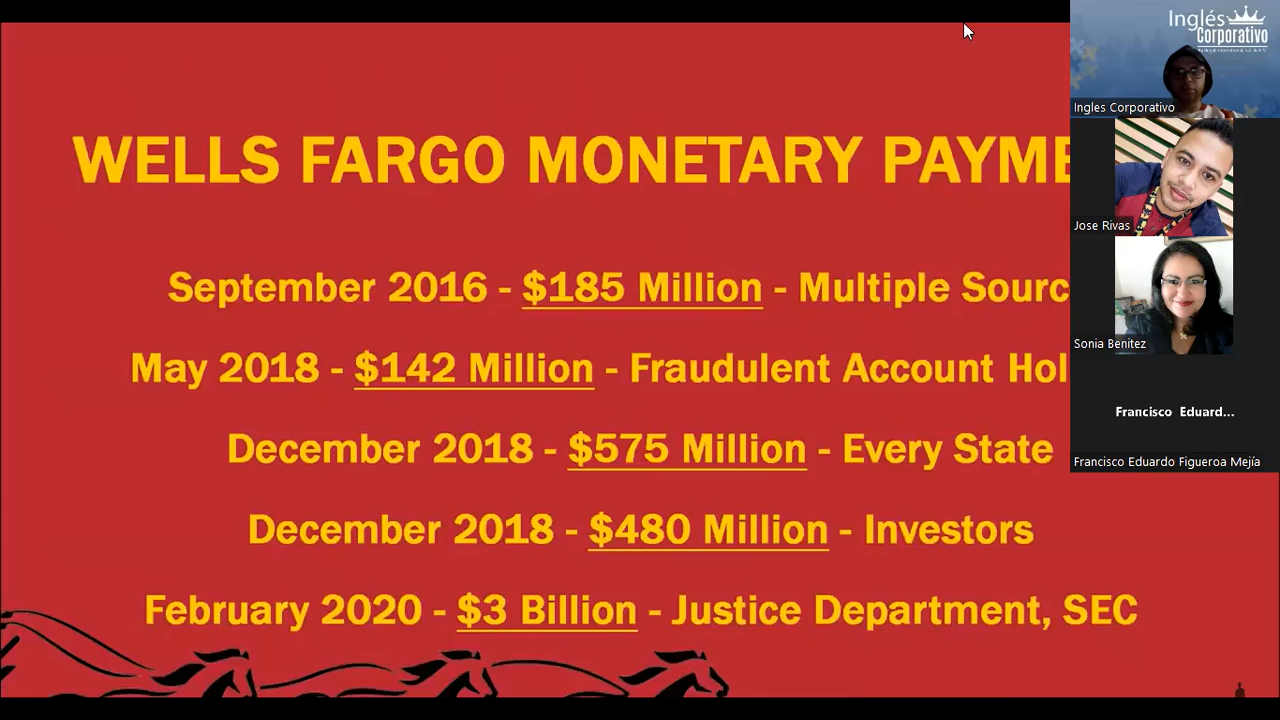 WELLS FARGO MONETARY PAYME
September 2016 - $185 Million - Multiple Sourc
May 2018 - $142 Million - Fraudulent Account Hol
December 2018 - $575 Million - Every State
December 2018 - $480 Million - Investors
February 2020 - $3 Billion - Justice Department, SEC
Inglés
Corporativo
Ingles Corporativo
Jose Rivas
Sonia Benitez
Francisco Eduard...
Francisco Eduardo Figueroa Mejía